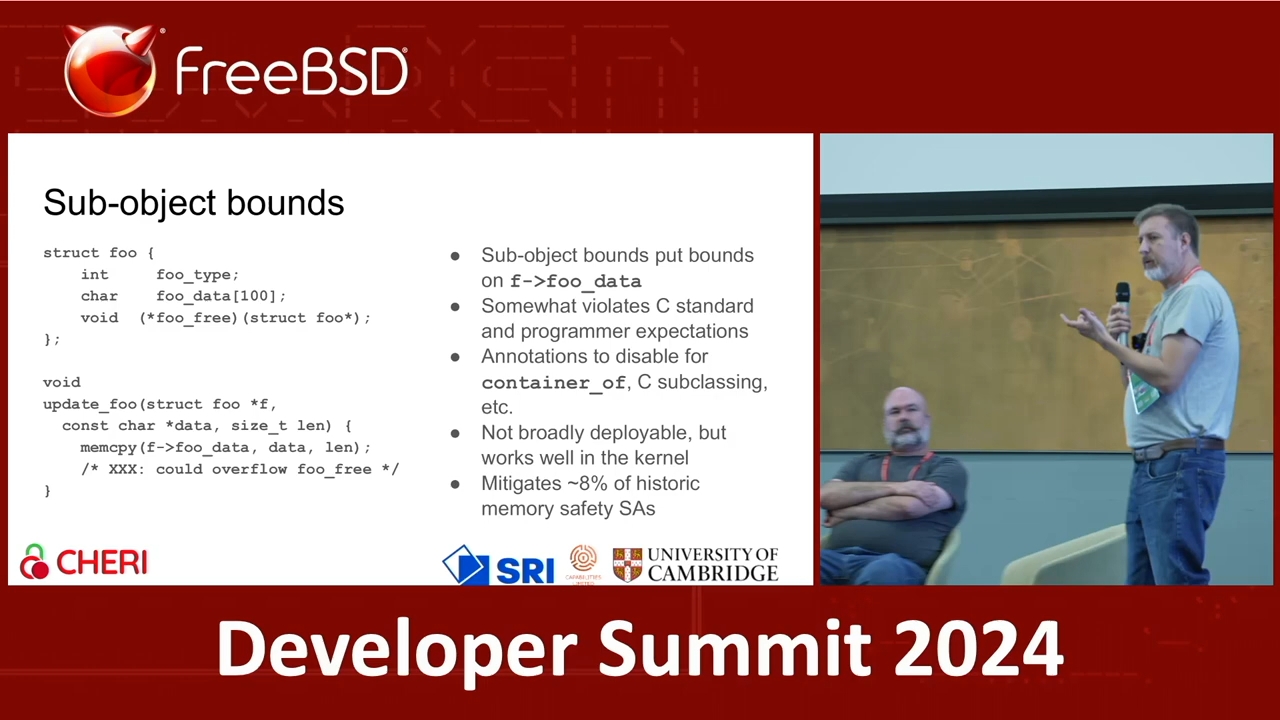 FreeBSD®
Sub-object bounds
struct foo {
    int     foo_type;
    char    foo_data[100];
    void  (*foo_free)(struct foo*);
};
void
update_foo(struct foo *f,
  const char *data, size_t len) {
    memcpy(f->foo_data, data, len);
    /* XXX: could overflow foo_free */
}
● Sub-object bounds put bounds
on f->foo_data
● Somewhat violates C standard
and programmer expectations
● Annotations to disable for
container_of, C subclassing,
etc.
● Not broadly deployable, but
works well in the kernel
● Mitigates ~8% of historic
memory safety SAs
CHERI
SRI
CAPABILITIES
LIMITED
UNIVERSITY OF
CAMBRIDGE
Developer Summit 2024